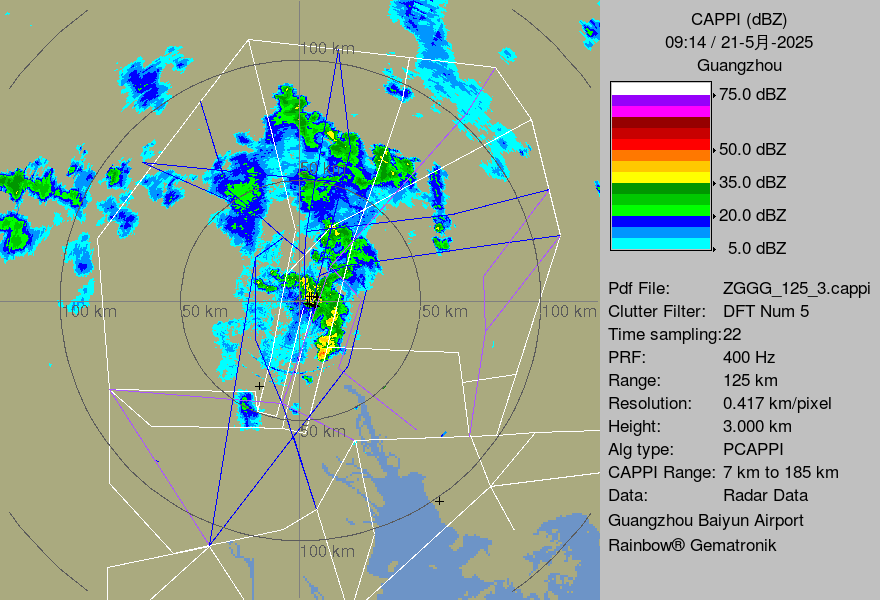 CAPPI (dBZ)
09:14 / 21-5月-2025
Guangzhou
75.0 dBZ
50.0 dBZ
35.0 dBZ
20.0 dBZ
5.0 dBZ
Pdf File: ZGGG_125_3.cappi
Clutter Filter: DFT Num 5
Time sampling:22
PRF: 400 Hz
Range: 125 km
Resolution: 0.417 km/pixel
Height: 3.000 km
Alg type: PCAPPI
CAPPI Range: 7 km to 185 km
Data: Radar Data
Guangzhou Baiyun Airport
Rainbow® Gematronik
100 km
100 km
50 km
50 km
100 km
50 km
100 km